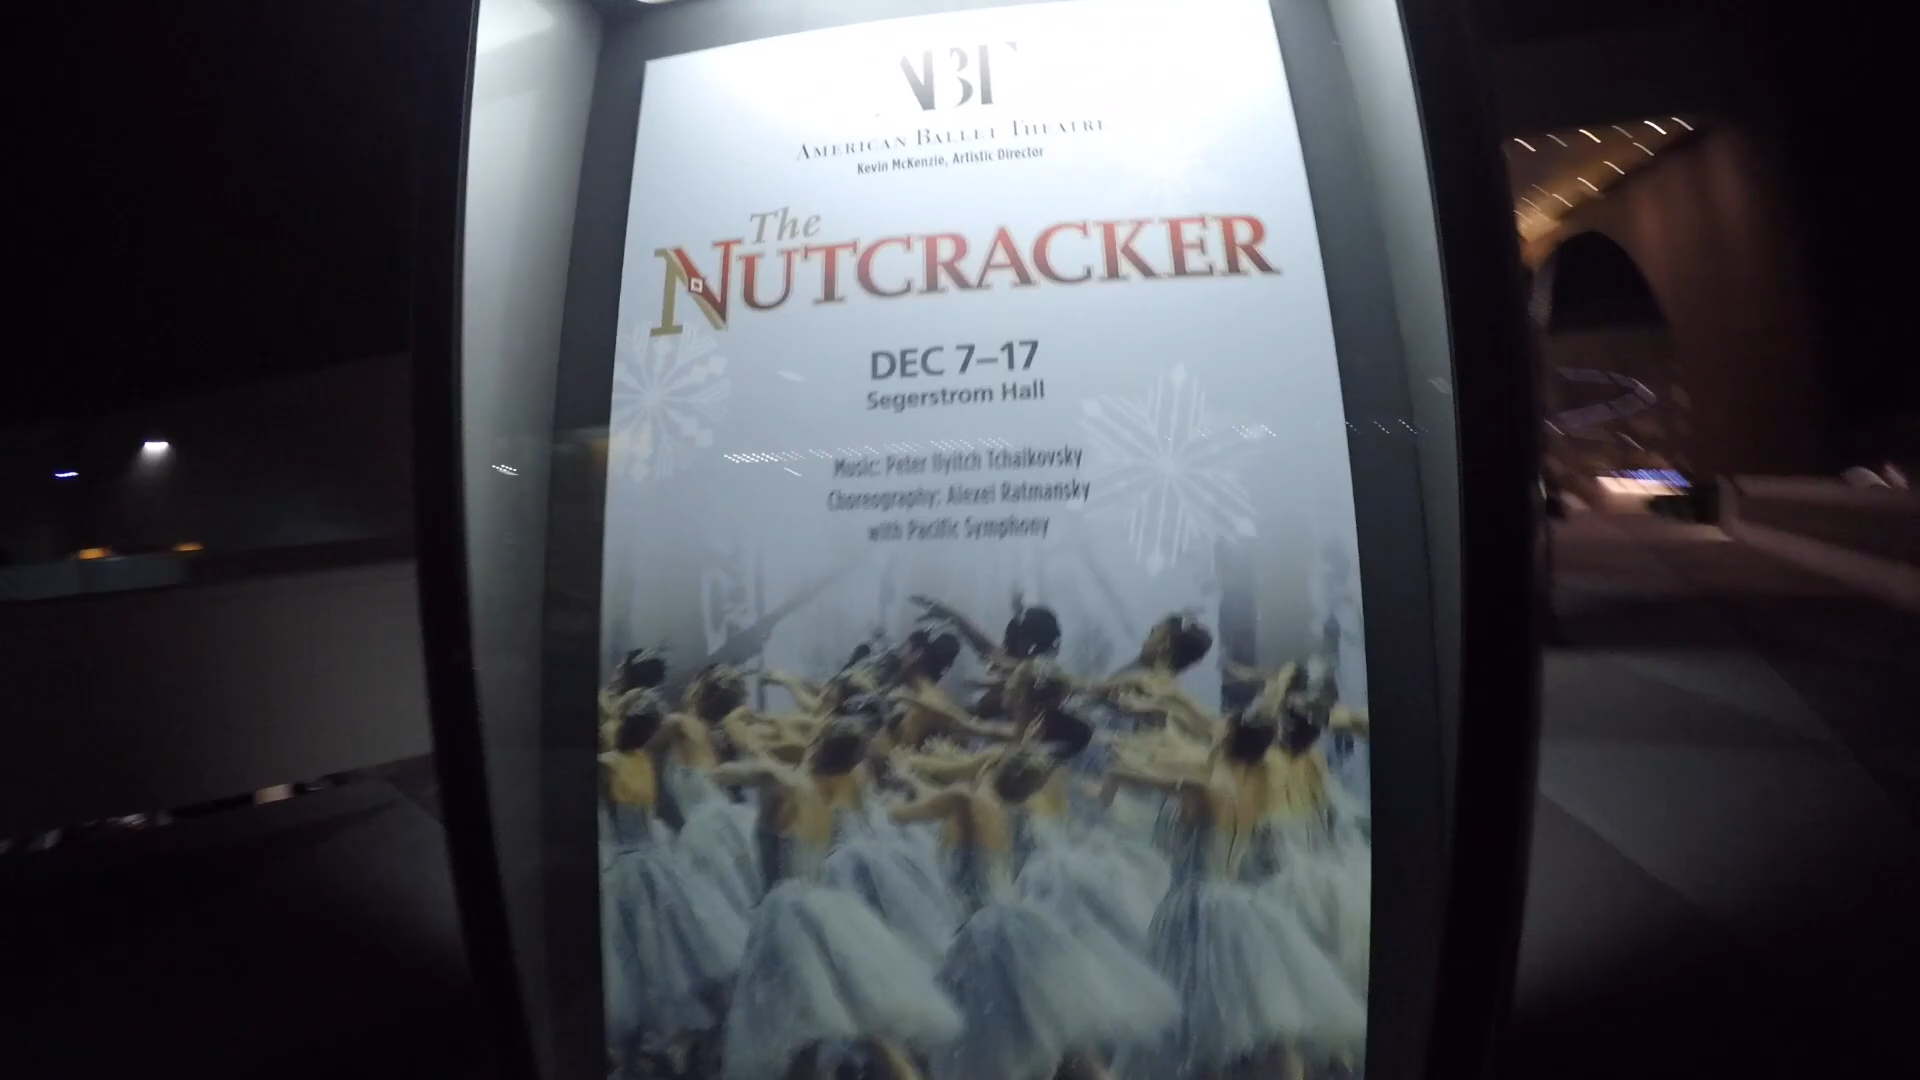 ABT
AMERICAN BALLET THEATRE
Kevin McKenzie, Artistic Director
The
NUTCRACKER
DEC 7–17
Segerstrom Hall
Music: Peter Ilyitch Tchaikovsky
Choreography: Alexei Ratmansky
with Pacific Symphony